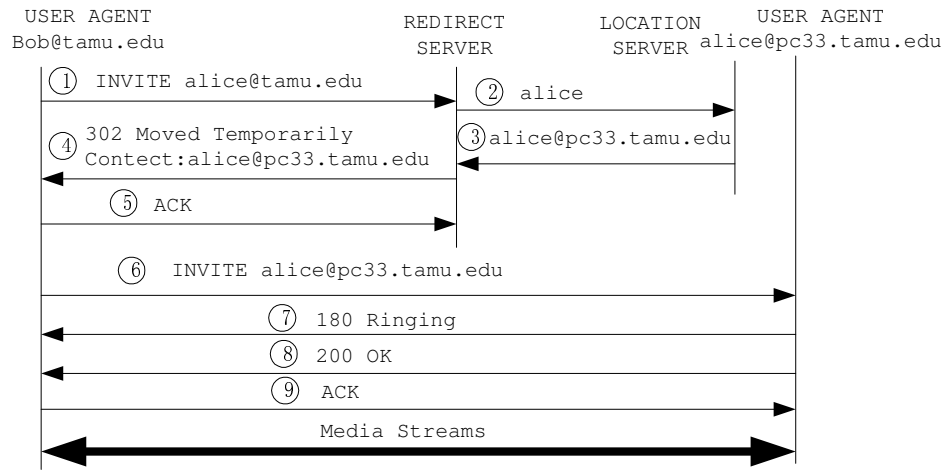 USER AGENT
Bob@tamu.edu
REDIRECT
SERVER
LOCATION
SERVER
USER AGENT
alice@pc33.tamu.edu
1 INVITE alice@tamu.edu
2 alice
3 alice@pc33.tamu.edu
4 302 Moved Temporarily
Contect:alice@pc33.tamu.edu
5 ACK
6 INVITE alice@pc33.tamu.edu
7 180 Ringing
8 200 OK
9 ACK
Media Streams